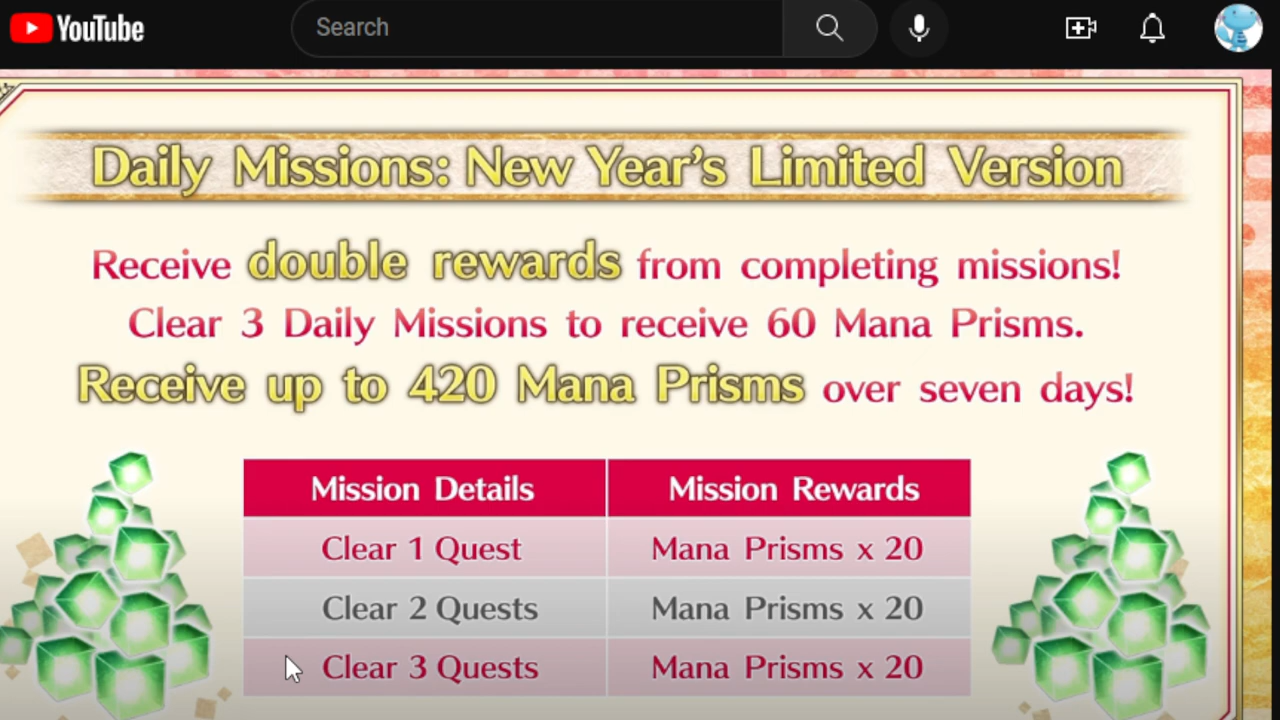 YouTube
Search
Daily Missions: New Year's Limited Version
Receive double rewards from completing missions!
Clear 3 Daily Missions to receive 60 Mana Prisms.
Receive up to 420 Mana Prisms over seven days!
Mission Details Mission Rewards
Clear 1 Quest Mana Prisms x 20
Clear 2 Quests Mana Prisms x 20
Clear 3 Quests Mana Prisms x 20